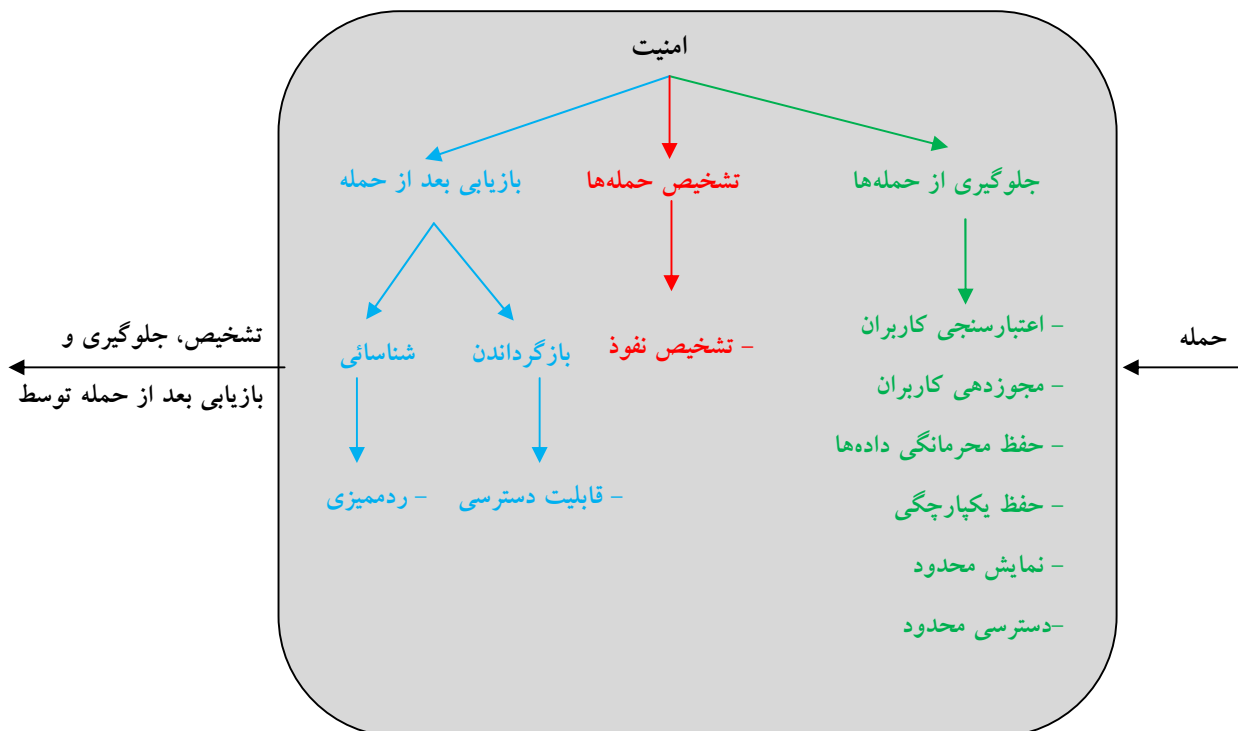 امنیت
جلوگیری از حمله‌ها
تشخیص حمله‌ها
بازیابی بعد از حمله
حمله
– اعتبارسنجی کاربران
– مجوزدهی کاربران
– حفظ محرمانگی داده‌ها
– حفظ یکپارچگی
– نمایش محدود
–دسترسی محدود
– تشخیص نفوذ
بازگرداندن
شناسائی
– قابلیت دسترسی
– ردممیزی
تشخیص، جلوگیری و
بازیابی بعد از حمله توسط